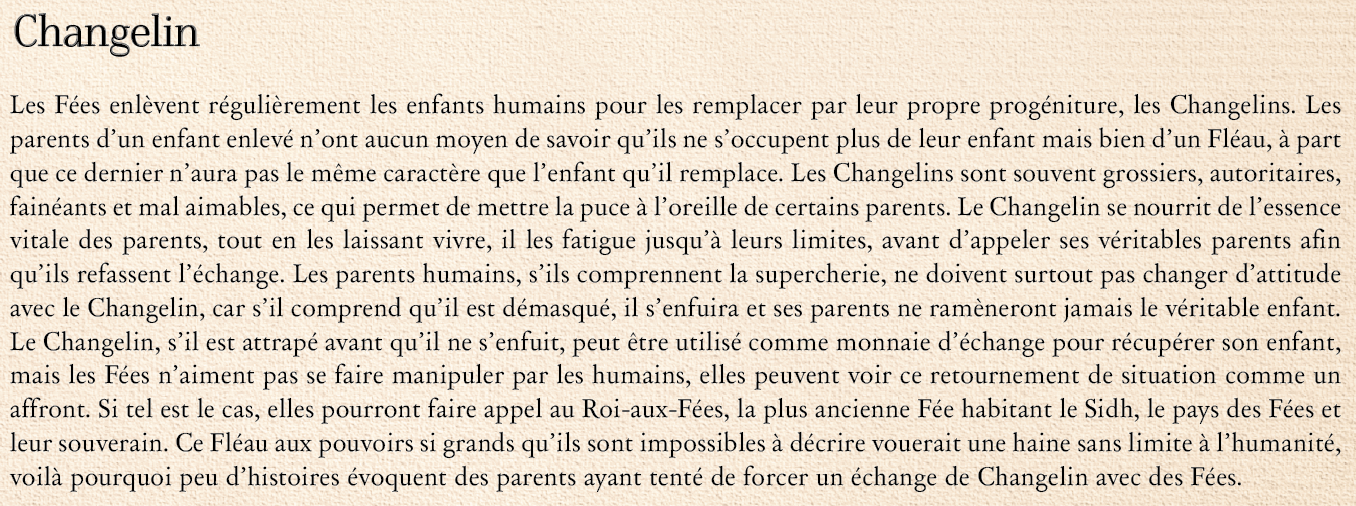 Changelin
Les Fées enlèvent régulièrement les enfants humains pour les remplacer par leur propre progéniture, les Changelins. Les
parents d’un enfant enlevé n’ont aucun moyen de savoir qu’ils ne s’occupent plus de leur enfant mais bien d’un Fléau, à part
que ce dernier n’aura pas le même caractère que l’enfant qu’il remplace. Les Changelins sont souvent grossiers, autoritaires,
fainéants et mal aimables, ce qui permet de mettre la puce à l’oreille de certains parents. Le Changelin se nourrit de l’essence
vitale des parents, tout en les laissant vivre, il les fatigue jusqu’à leurs limites, avant d’appeler ses véritables parents afin
qu’ils refassent l’échange. Les parents humains, s’ils comprennent la supercherie, ne doivent surtout pas changer d’attitude
avec le Changelin, car s’il comprend qu’il est démasqué, il s’enfuira et ses parents ne ramèneront jamais le véritable enfant.
Le Changelin, s’il est attrapé avant qu’il ne s’enfuit, peut être utilisé comme monnaie d’échange pour récupérer son enfant,
mais les Fées n’aiment pas se faire manipuler par les humains, elles peuvent voir ce retournement de situation comme un
affront. Si tel est le cas, elles pourront faire appel au Roi-aux-Fées, la plus ancienne Fée habitant le Sidh, le pays des Fées et
leur souverain. Ce Fléau aux pouvoirs si grands qu’ils sont impossibles à décrire vouerait une haine sans limite à l’humanité,
voilà pourquoi peu d’histoires évoquent des parents ayant tenté de forcer un échange de Changelin avec des Fées.